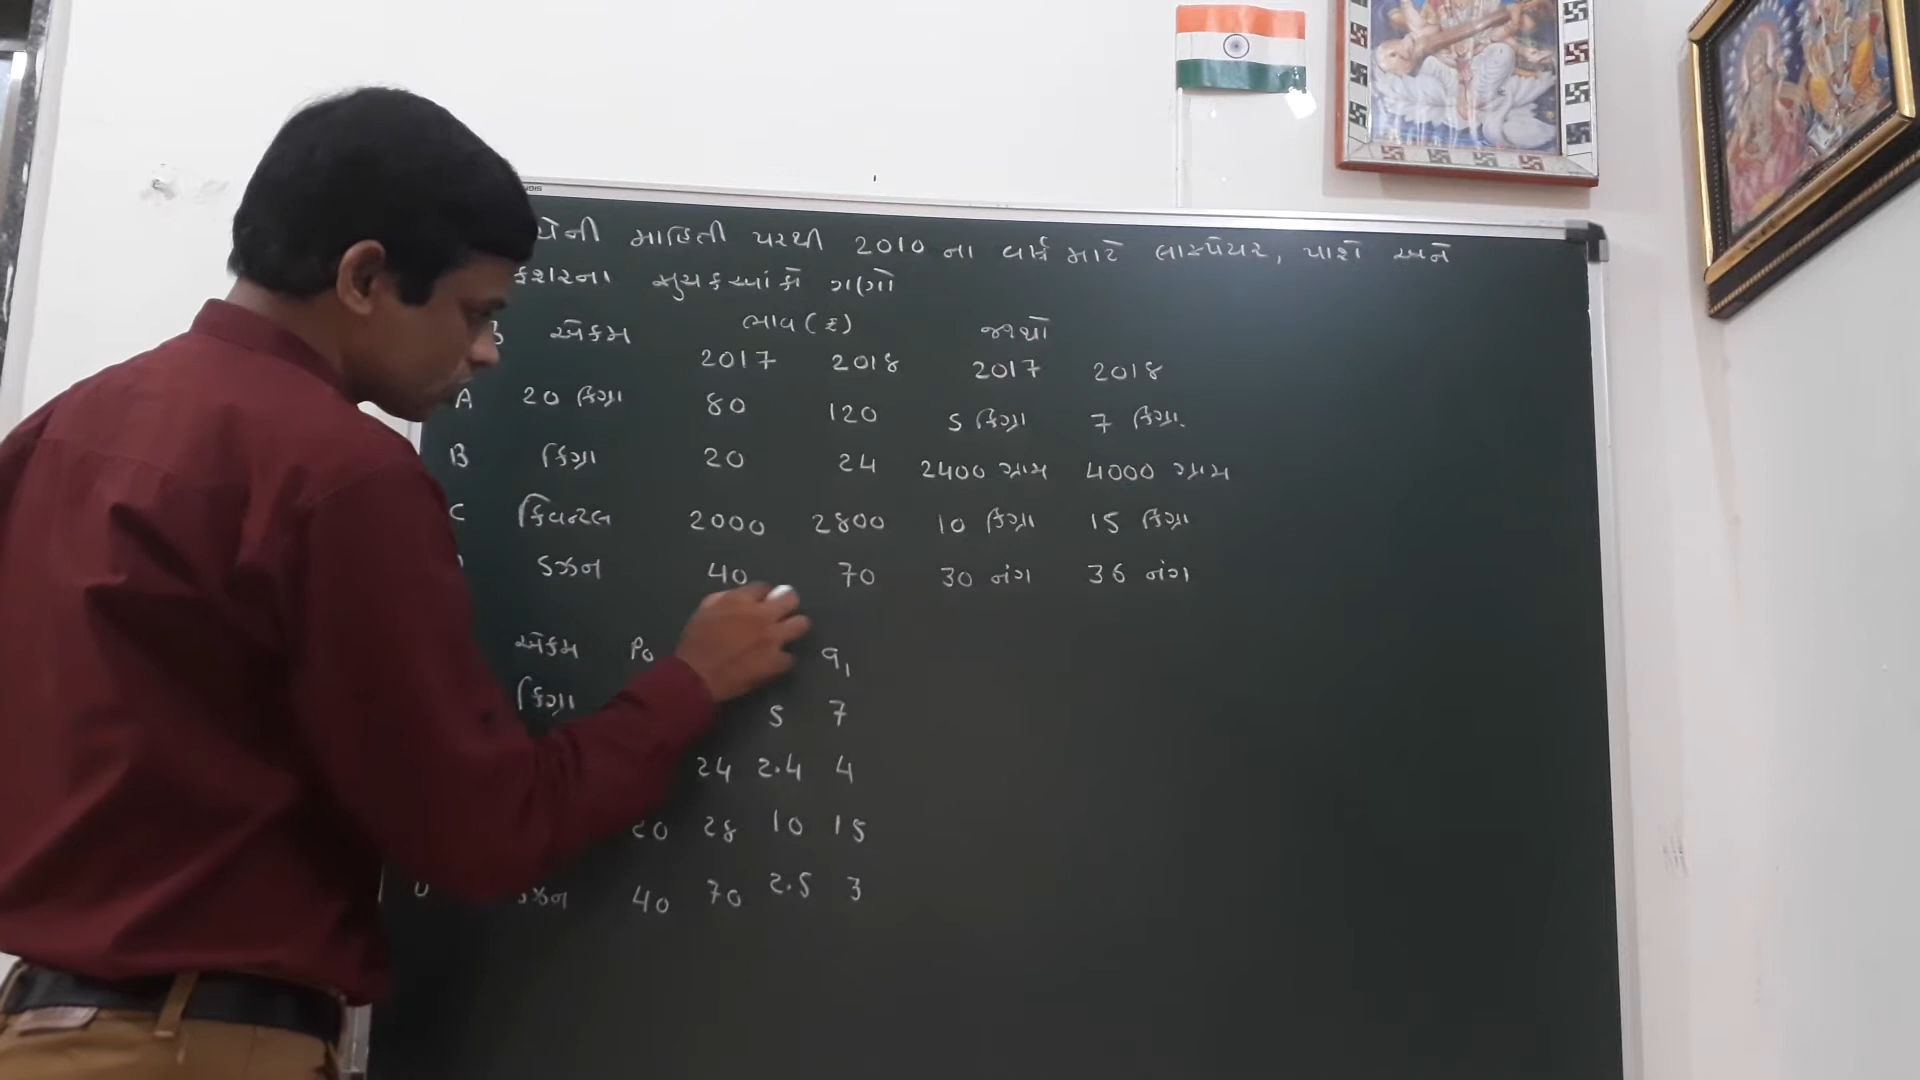 માહિતી પરથી 2010 ના વર્ષ માટે લાસ્પેયર, પાશે અને
ફિશરના સુચકઆંકો ગણો
એકમ ભાવ (₹) જથ્થો
2017 2018 2017 2018
A 20 કિગ્રા 80 120 5 કિગ્રા 7 કિગ્રા.
B કિગ્રા 20 24 2400 ગ્રામ 4000 ગ્રામ
C ક્વિન્ટલ 2000 2800 10 કિગ્રા 15 કિગ્રા
ડઝન 40 70 30 નંગ 36 નંગ
એકમ P0 q1
કિગ્રા 5 7
24 2.4 4
20 28 10 15
ડઝન 40 70 2.5 3